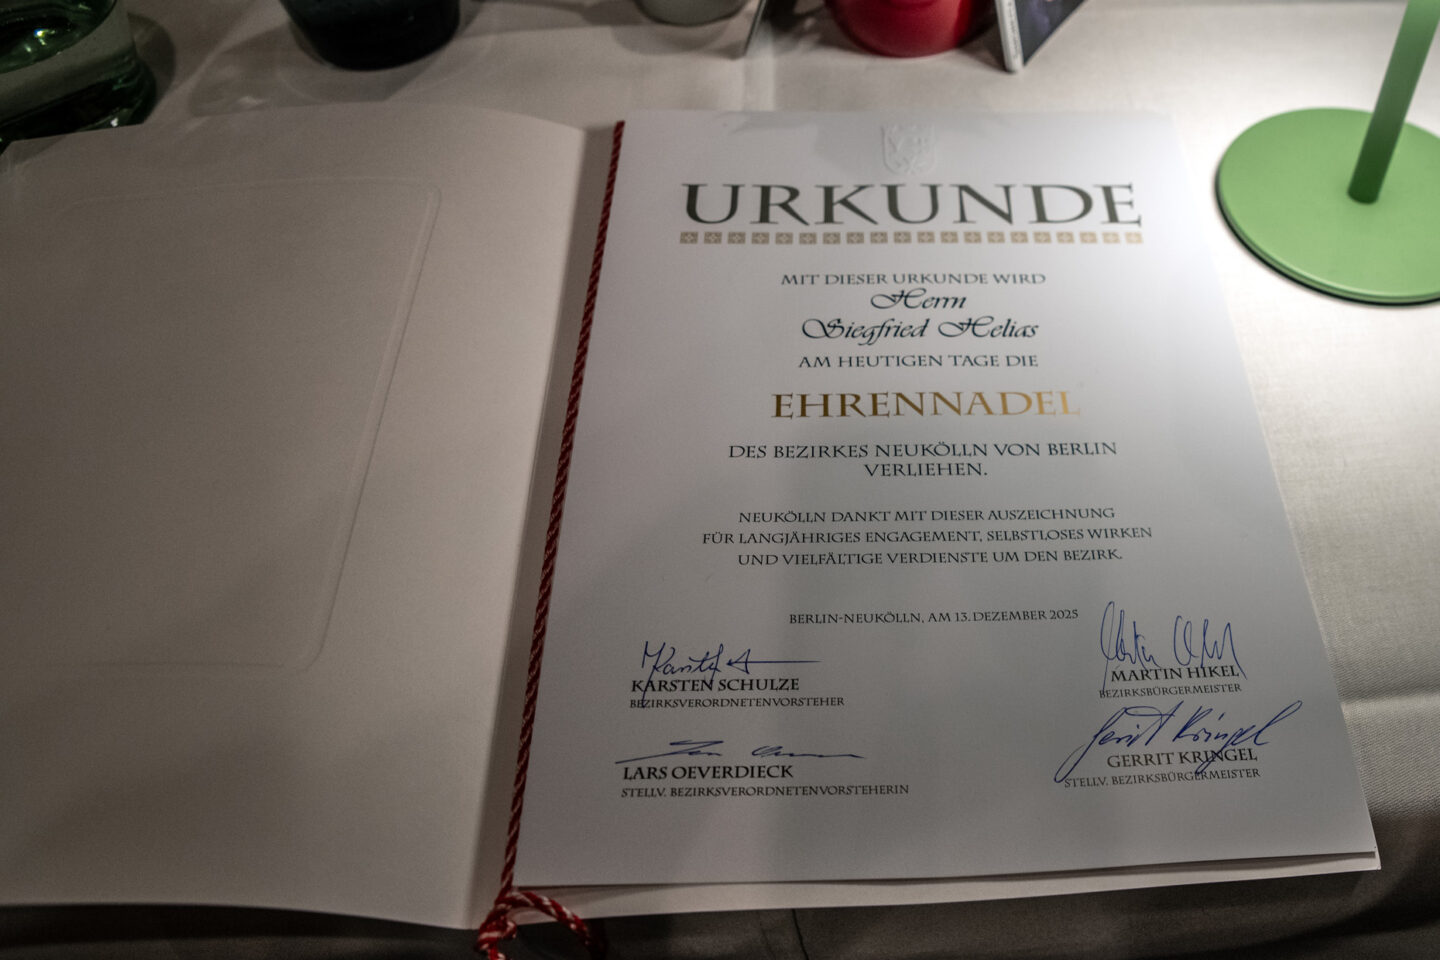 URKUNDE
MIT DIESER URKUNDE WIRD
Herrn
Siegfried Helias
AM HEUTIGEN TAGE DIE
EHRENNADEL
DES BEZIRKES NEUKÖLLN VON BERLIN
VERLIEHEN.
NEUKÖLLN DANKT MIT DIESER AUSZEICHNUNG
FÜR LANGJÄHRIGES ENGAGEMENT, SELBSTLOSES WIRKEN
UND VIELFÄLTIGE VERDIENSTE UM DEN BEZIRK.
BERLIN-NEUKÖLLN, AM 13. DEZEMBER 2025
KARSTEN SCHULZE
BEZIRKSVERORDNETENVORSTEHER
MARTIN HIKEL
BEZIRKSBÜRGERMEISTER
LARS OEVERDIECK
STELLV. BEZIRKSVERORDNETENVORSTEHERIN
Gerrit Kringel
GERRIT KRINGEL
STELLV. BEZIRKSBÜRGERMEISTER